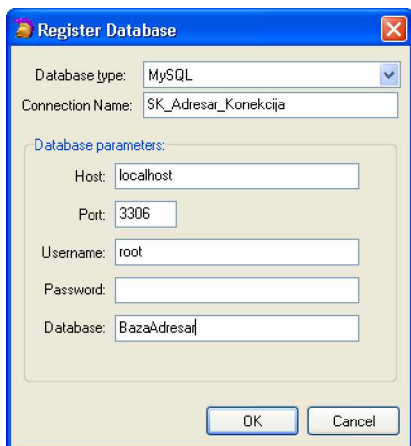 Register Database
Database type: MySQL
Connection Name: SK_Adresar_Konekcija
Database parameters:
Host: localhost
Port: 3306
Username: root
Password:
Database: BazaAdresar
OK Cancel